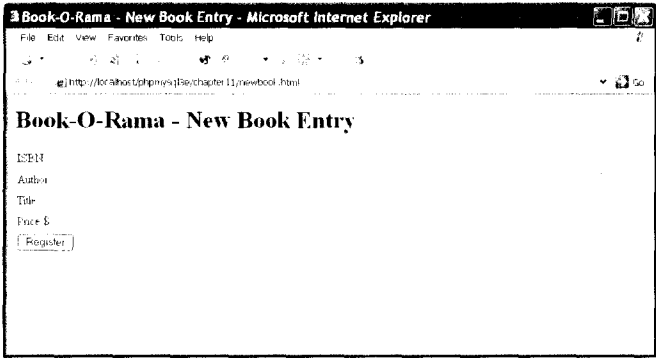 Book-O-Rama - New Book Entry - Microsoft Internet Explorer
File Edit View Favorites Tools Help
http://localhost/phpmysql3e/chapter11/newbook.html
Go
Book-O-Rama - New Book Entry
ISBN
Author
Title
Price $
Register